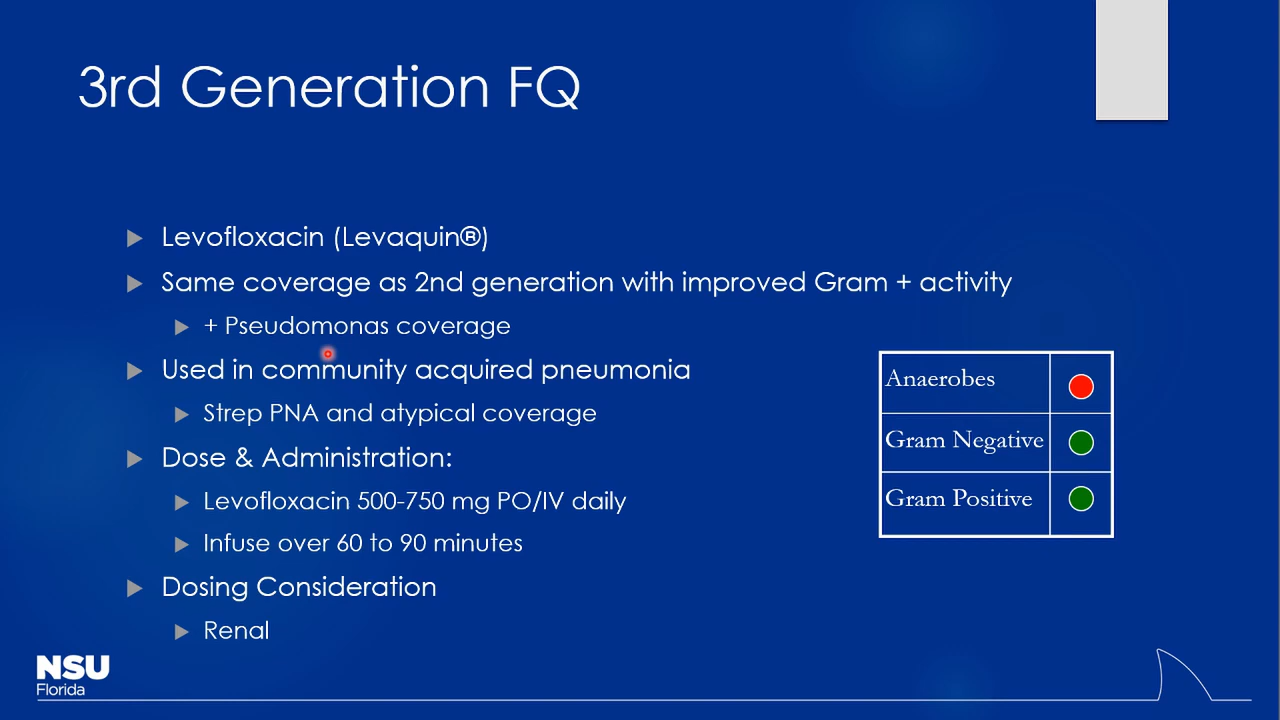 3rd Generation FQ
Levofloxacin (Levaquin®)
Same coverage as 2nd generation with improved Gram + activity
+ Pseudomonas coverage
Used in community acquired pneumonia
Strep PNA and atypical coverage
Dose & Administration:
Levofloxacin 500-750 mg PO/IV daily
Infuse over 60 to 90 minutes
Dosing Consideration
Renal
Anaerobes
Gram Negative
Gram Positive
NSU
Florida